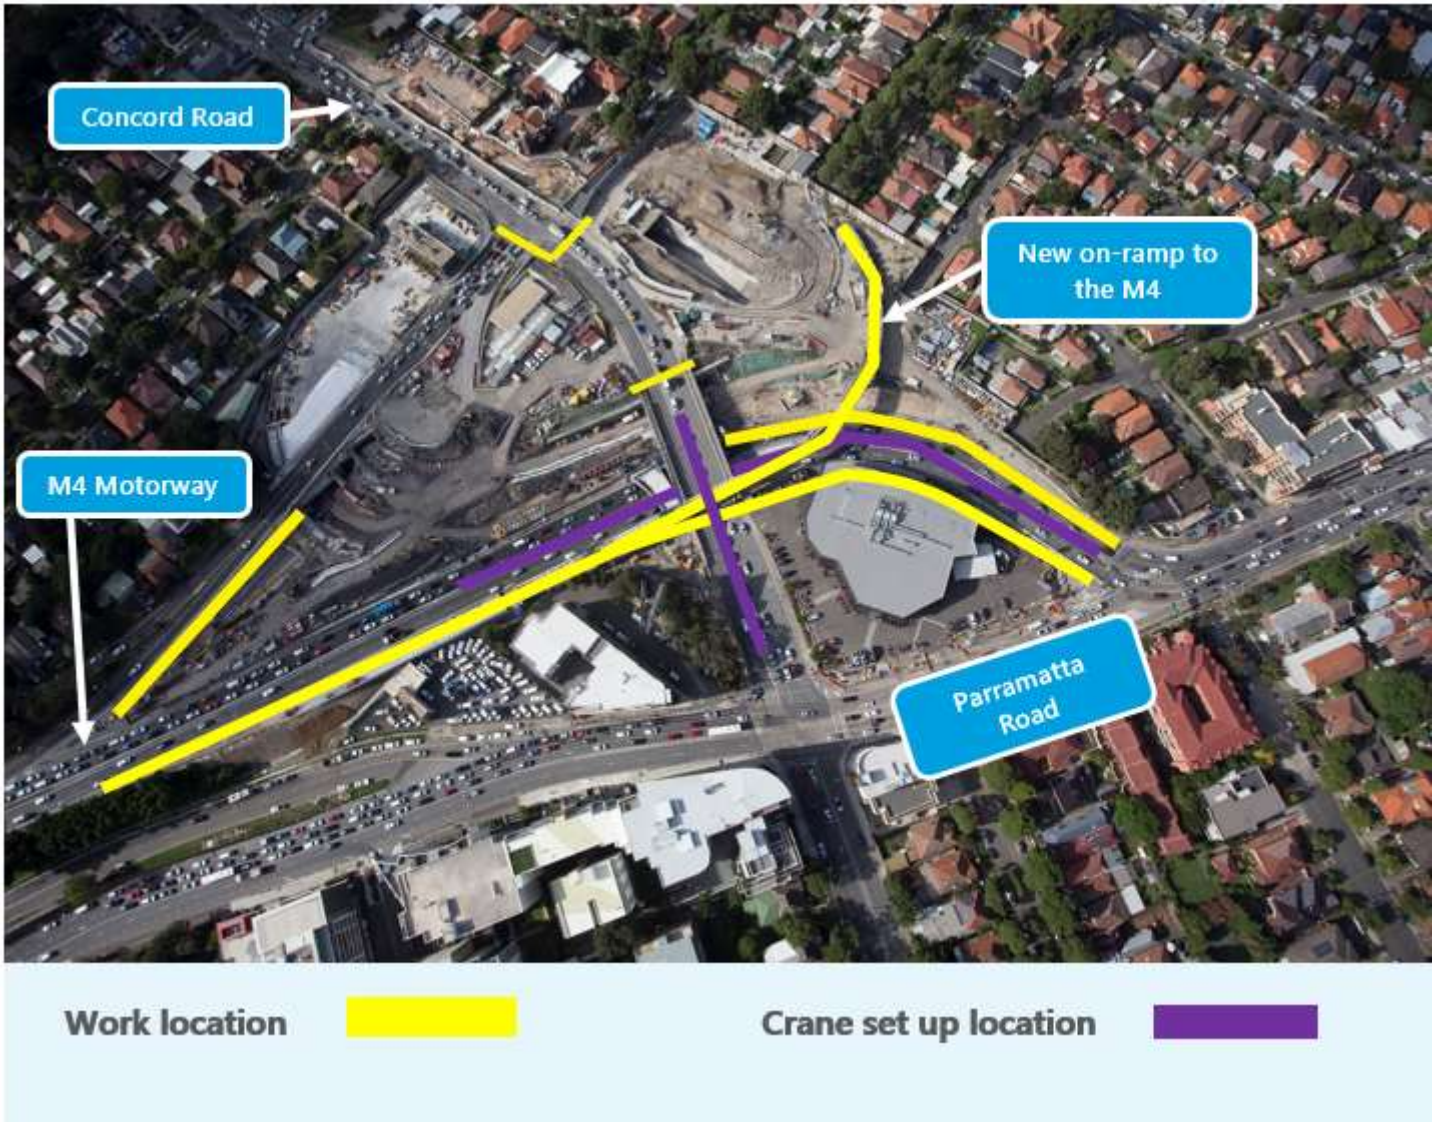 Concord Road
New on-ramp to
the M4
M4 Motorway
Parramatta
Road
Work location
Crane set up location